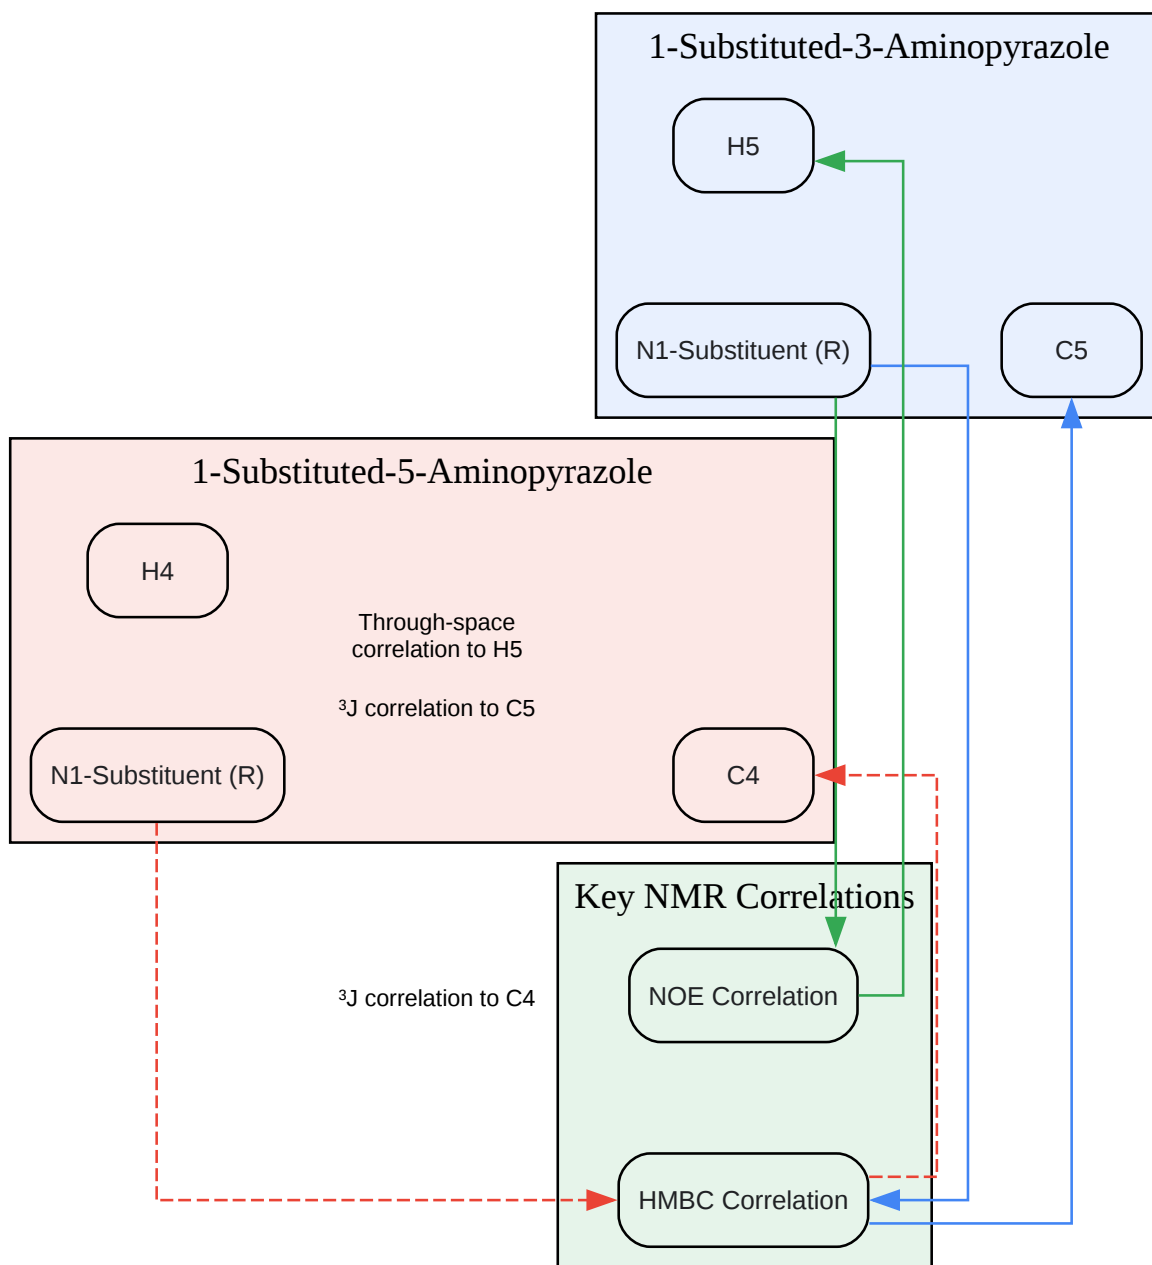 1-Substituted-3-Aminopyrazole
H5
N1-Substituent (R)
C5
1-Substituted-5-Aminopyrazole
H4
Through-space
correlation to H5
³J correlation to C5
N1-Substituent (R)
C4
Key NMR Correlations
NOE Correlation
³J correlation to C4
HMBC Correlation